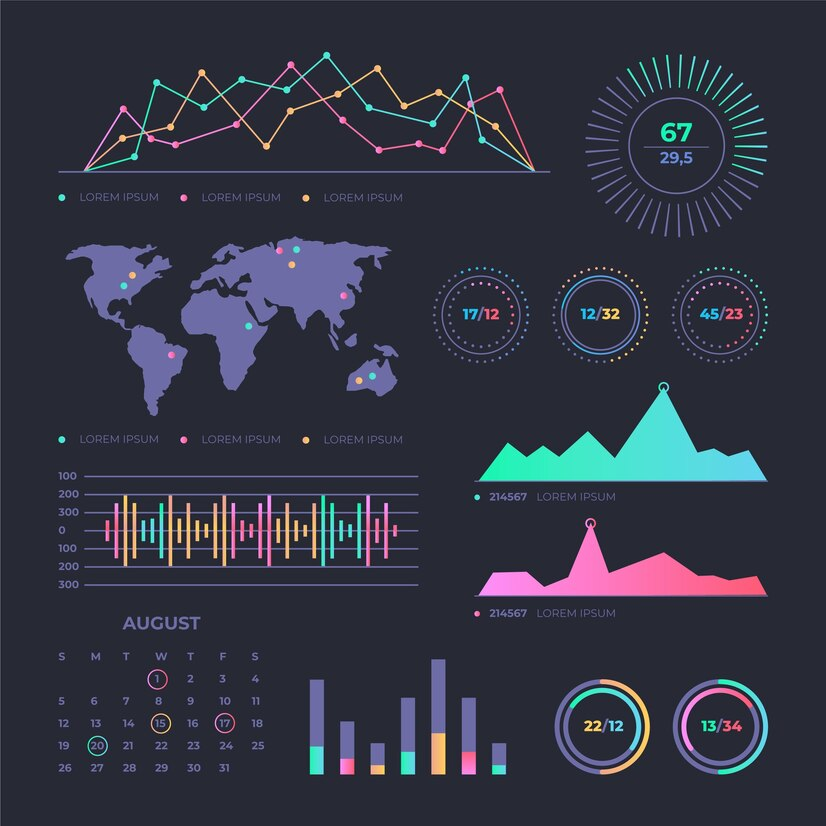 67
29,5
LOREM IPSUM LOREM IPSUM LOREM IPSUM
17/12 12/32 45/23
LOREM IPSUM LOREM IPSUM LOREM IPSUM
214567 LOREM IPSUM
100
200
300
0
100
200
300
214567 LOREM IPSUM
AUGUST
S M T W T F S
1 2 3 4
5 6 7 8 9 10 11
12 13 14 15 16 17 18
19 20 21 22 23 24 25
26 27 28 29 30 31
22/12 13/34